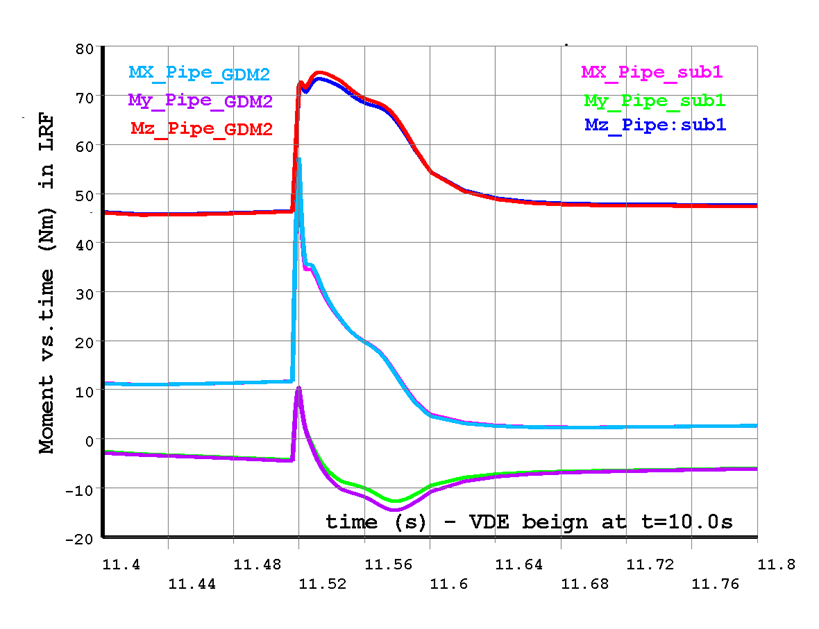 80
70
60
50
40
30
20
10
0
-10
-20
Moment vs.time (Nm) in LRF
MX_Pipe_GDM2
My_Pipe_GDM2
Mz_Pipe_GDM2
MX_Pipe_sub1
My_Pipe_sub1
Mz_Pipe:sub1
time (s) - VDE beign at t=10.0s
11.4 11.48 11.56 11.64 11.72 11.8
11.44 11.52 11.6 11.68 11.76